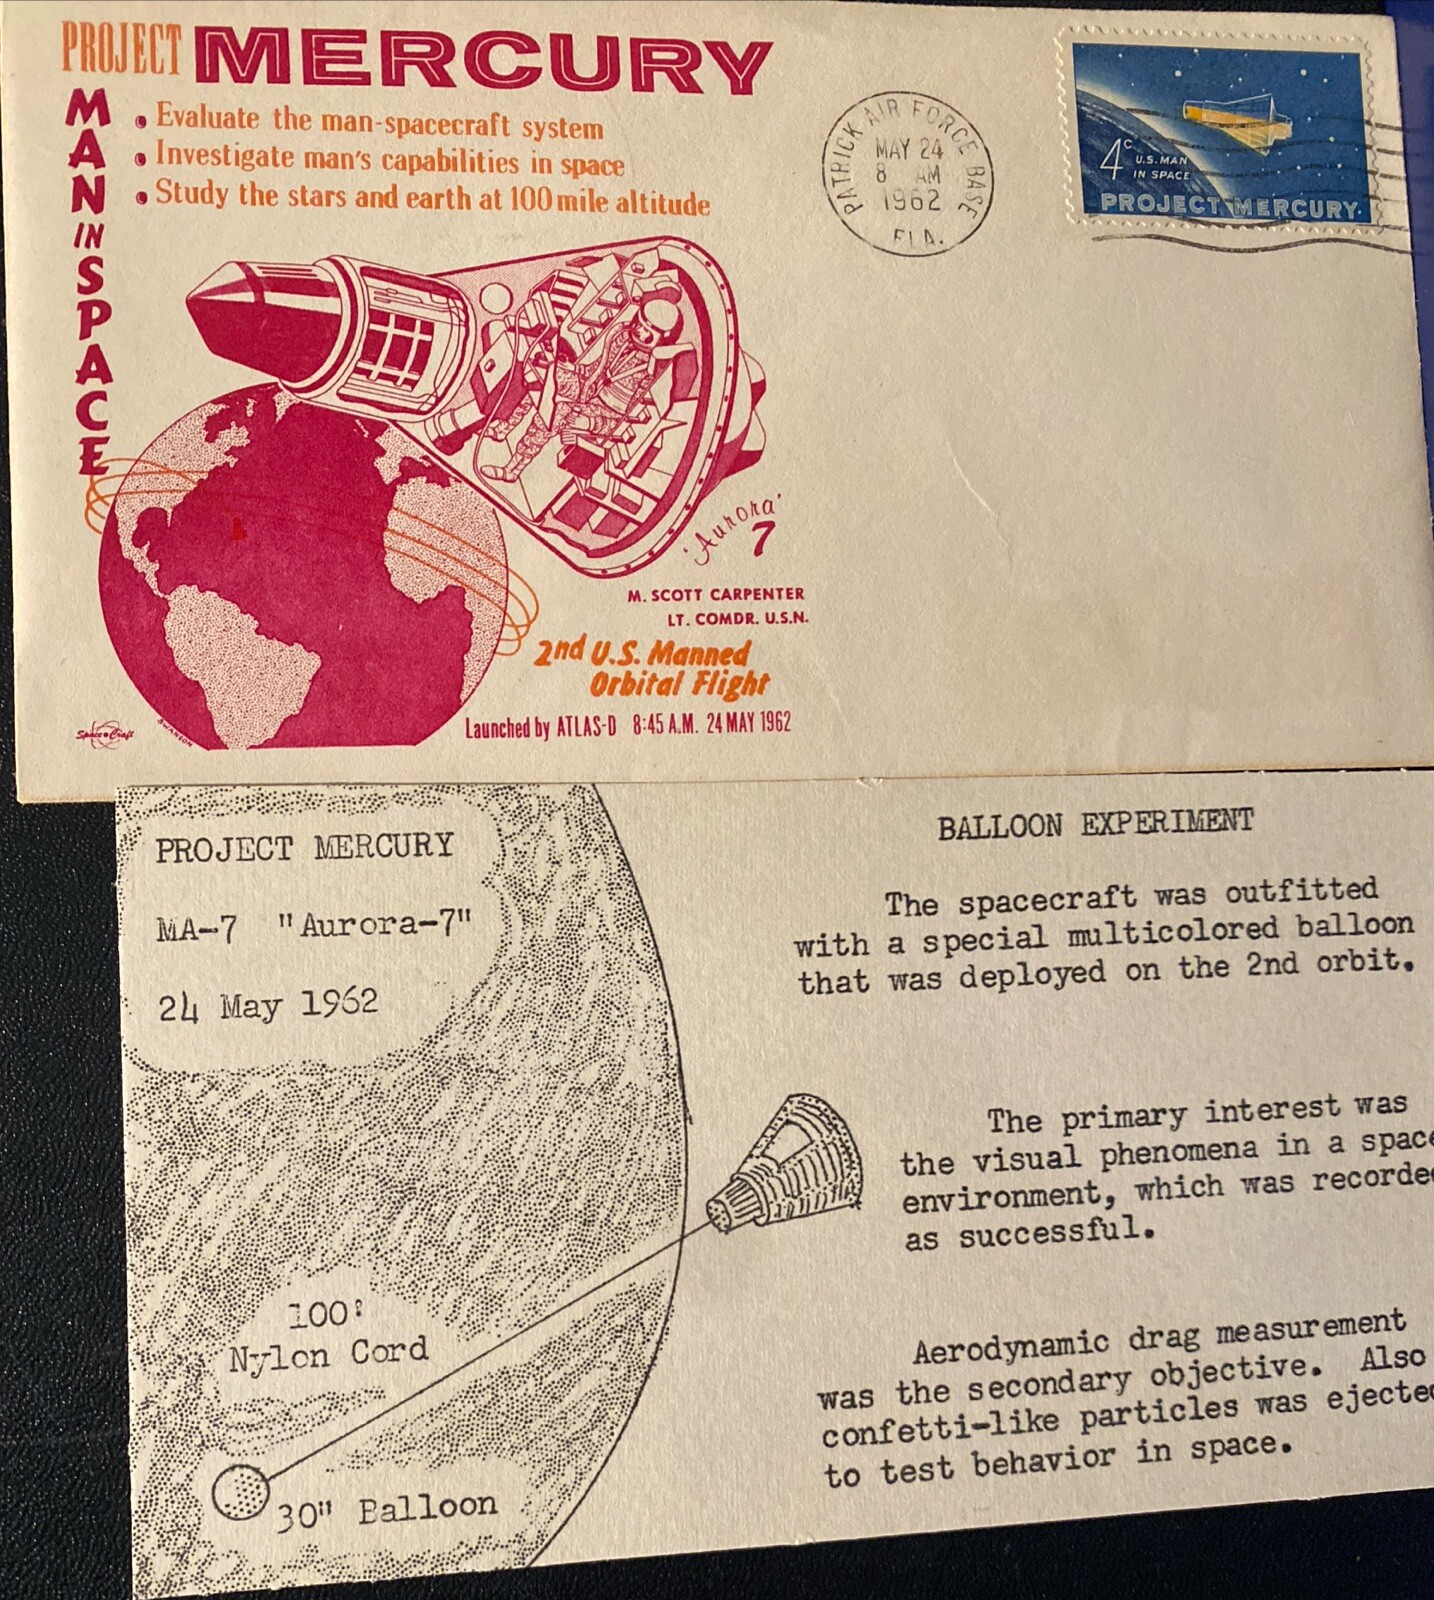 PROJECT MERCURY
MAN IN SPACE
• Evaluate the man-spacecraft system
• Investigate man's capabilities in space
• Study the stars and earth at 100 mile altitude
PATRICK AIR FORCE BASE
MAY 24
8 AM
1962
FLA.
4c U.S. MAN
IN SPACE
PROJECT MERCURY
'Aurora'
7
M. SCOTT CARPENTER
LT. COMDR. U.S.N.
2nd U.S. Manned
Orbital Flight
Launched by ATLAS-D 8:45 A.M. 24 MAY 1962
Space Craft
SWANSON
PROJECT MERCURY
MA-7 "Aurora-7"
24 May 1962
100'
Nylon Cord
30" Balloon
BALLOON EXPERIMENT
The spacecraft was outfitted
with a special multicolored balloon
that was deployed on the 2nd orbit.
The primary interest was
the visual phenomena in a space
environment, which was recorded
as successful.
Aerodynamic drag measurement
was the secondary objective. Also
confetti-like particles was ejected
to test behavior in space.